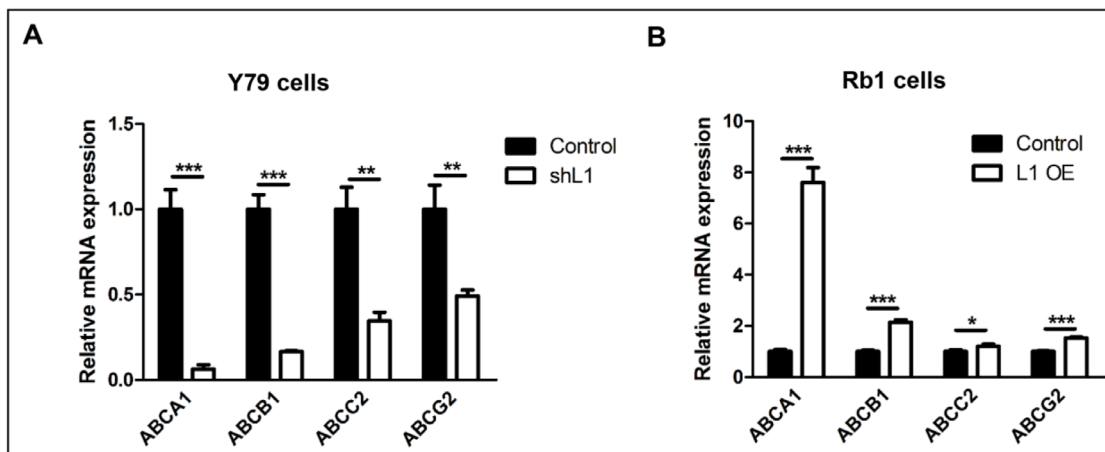 A
Y79 cells
Relative mRNA expression
1.5
1.0
0.5
0.0
***
***
**
**
Control
shL1
ABCA1
ABCB1
ABCC2
ABCG2
B
Rb1 cells
Relative mRNA expression
10
8
6
4
2
0
***
***
*
***
Control
L1 OE
ABCA1
ABCB1
ABCC2
ABCG2